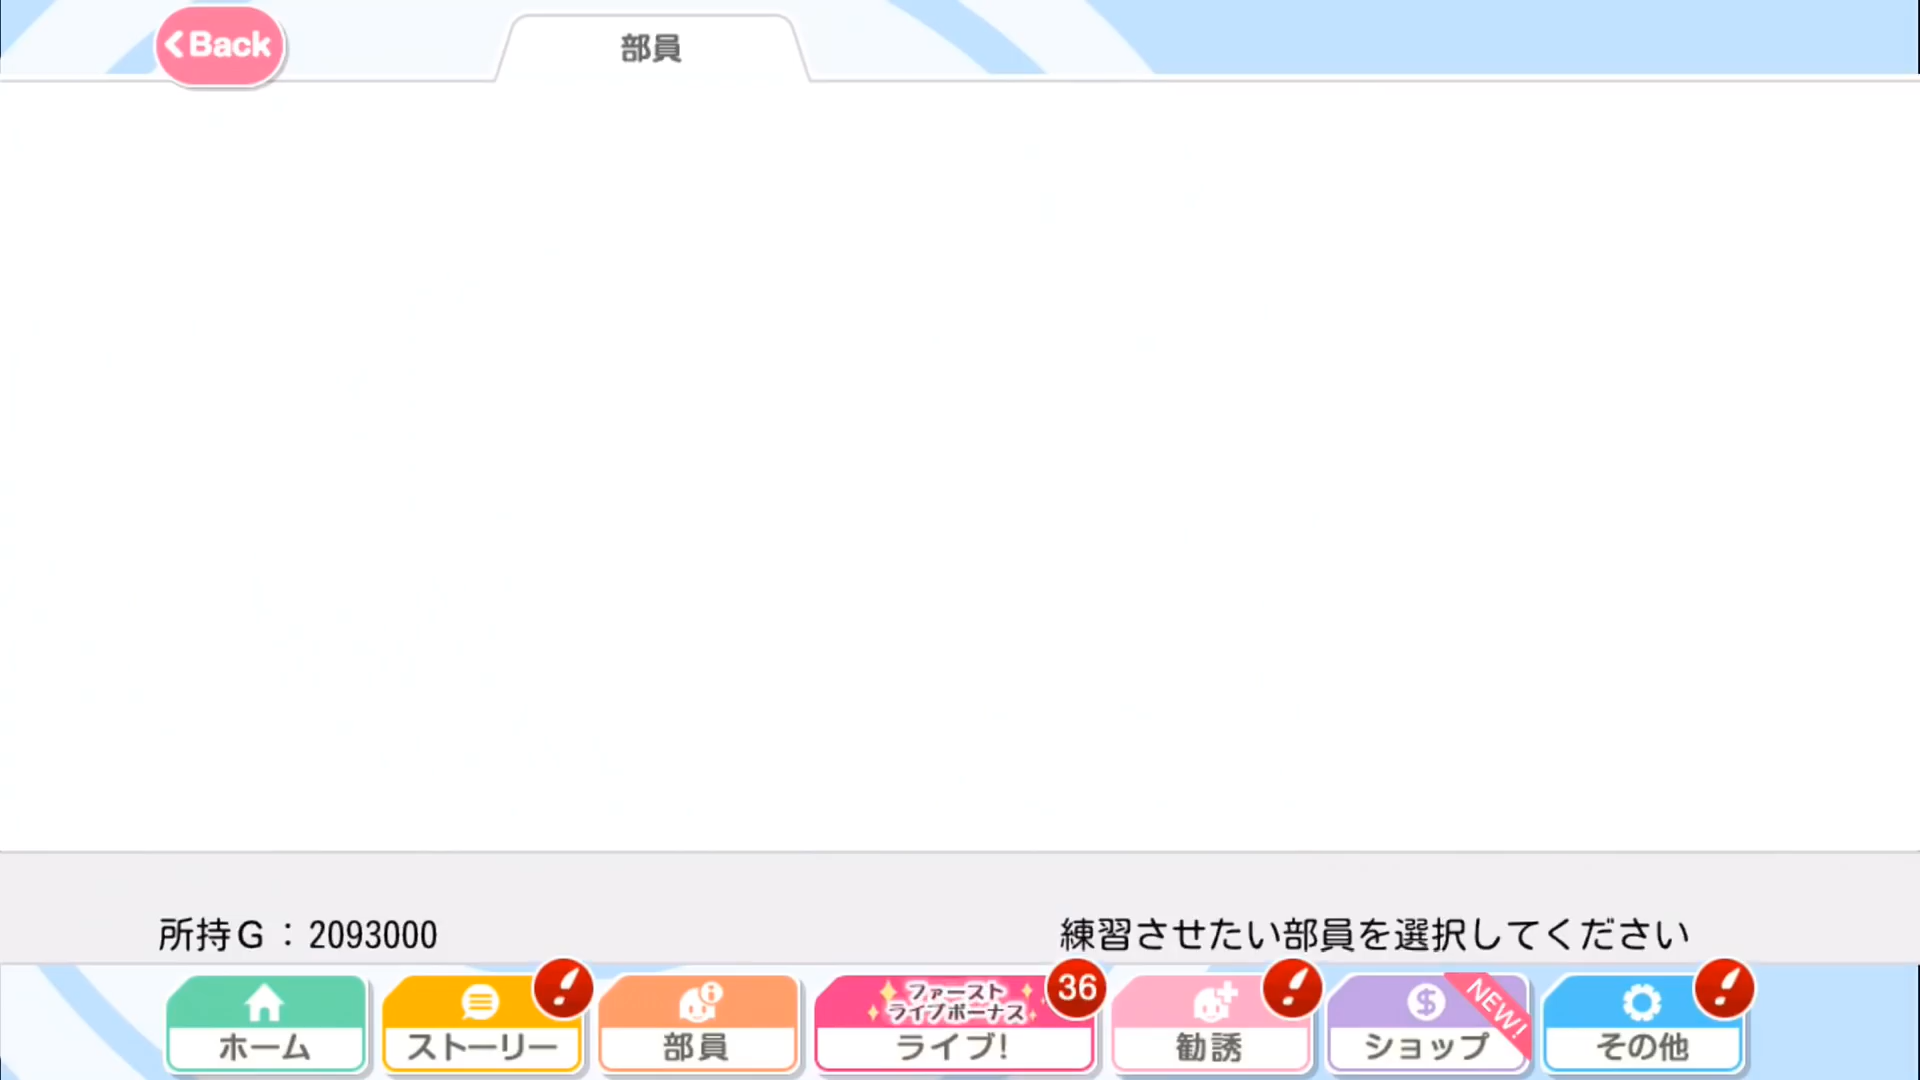 Back
部員
所持G：2093000
練習させたい部員を選択してください
ホーム
ストーリー
部員
ファースト
ライブボーナス
36
ライブ!
勧誘
NEW!
ショップ
その他